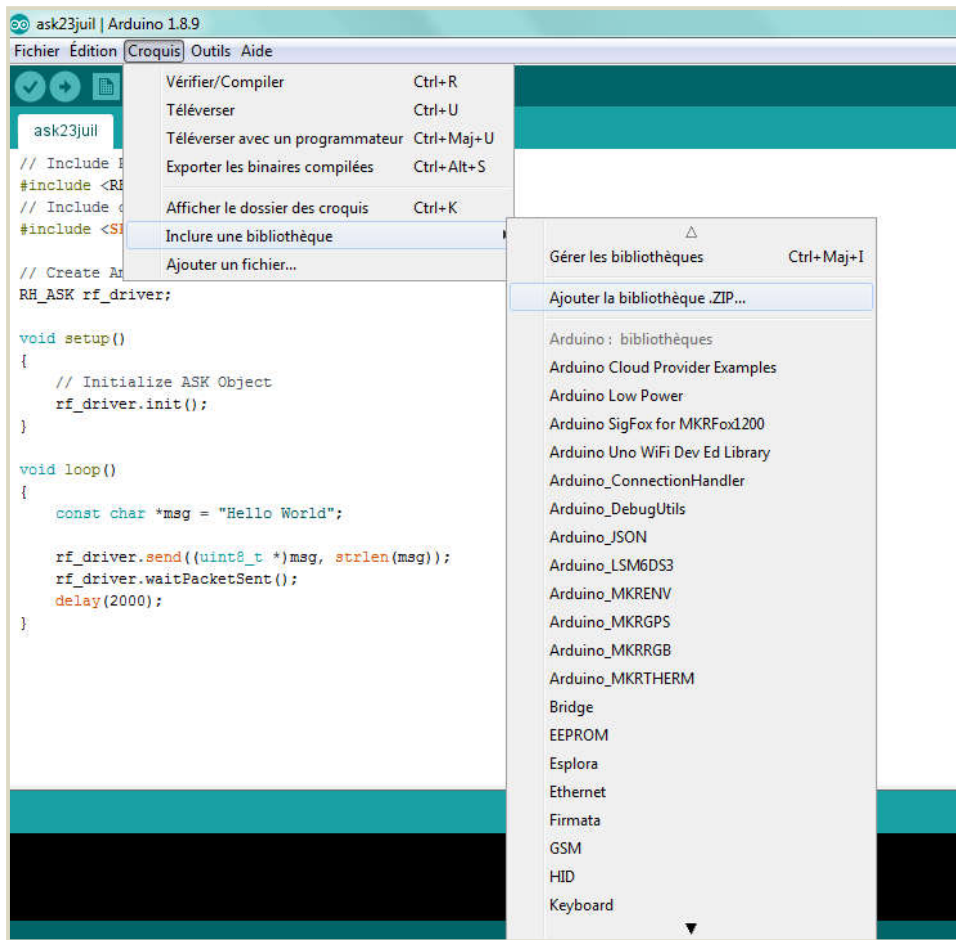 ask23juil | Arduino 1.8.9
Fichier Édition Croquis Outils Aide
Vérifier/Compiler Ctrl+R
Téléverser Ctrl+U
Téléverser avec un programmateur Ctrl+Maj+U
Exporter les binaires compilées Ctrl+Alt+S
Afficher le dossier des croquis Ctrl+K
Inclure une bibliothèque
Ajouter un fichier...
Gérer les bibliothèques Ctrl+Maj+I
Ajouter la bibliothèque .ZIP...
Arduino : bibliothèques
Arduino Cloud Provider Examples
Arduino Low Power
Arduino SigFox for MKRFox1200
Arduino Uno WiFi Dev Ed Library
Arduino_ConnectionHandler
Arduino_DebugUtils
Arduino_JSON
Arduino_LSM6DS3
Arduino_MKRENV
Arduino_MKRGPS
Arduino_MKRRGB
Arduino_MKRTHERM
Bridge
EEPROM
Esplora
Ethernet
Firmata
GSM
HID
Keyboard
ask23juil
// Include
#include
// Include
#include
// Create
RH_ASK rf_driver;
void setup()
{
// Initialize ASK Object
rf_driver.init();
}
void loop()
{
const char *msg = "Hello World";
rf_driver.send((uint8_t *)msg, strlen(msg));
rf_driver.waitPacketSent();
delay(2000);
}